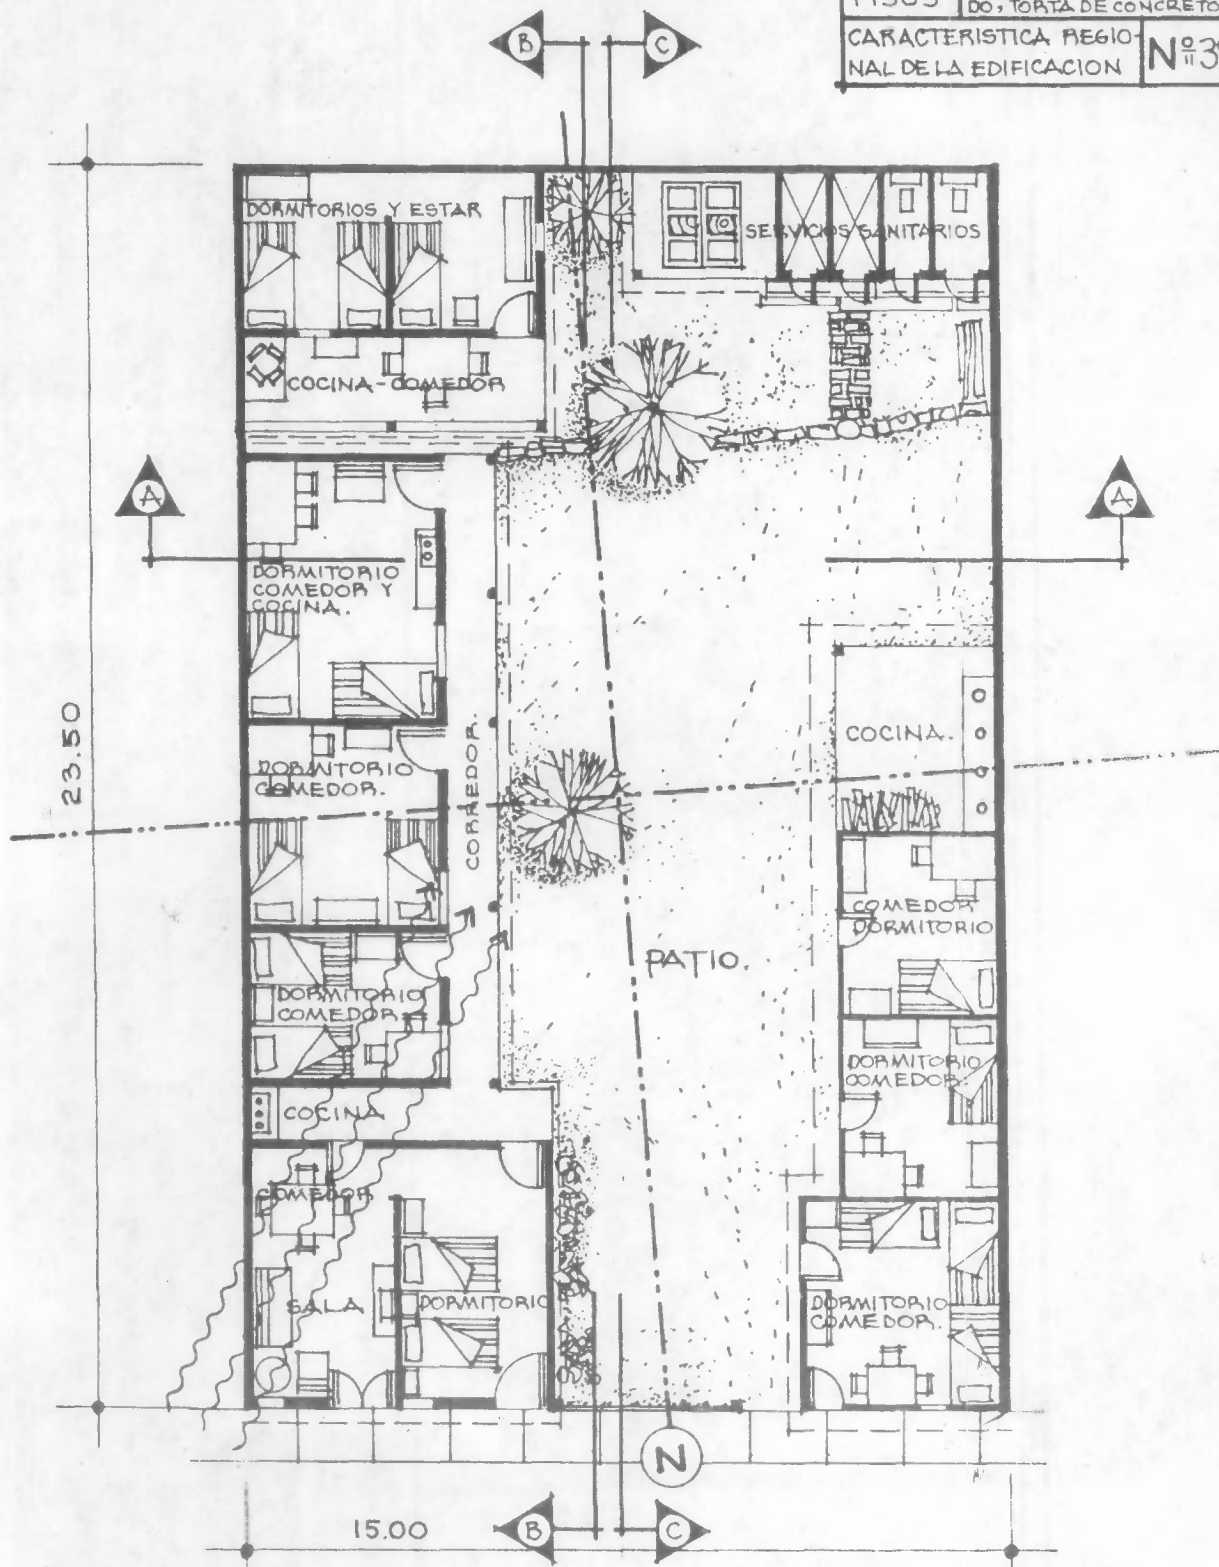 DO, TORTA DE CONCRETO
CARACTERISTICA REGIO-
NAL DE LA EDIFICACION
Nº3
B
C
DORMITORIOS Y ESTAR
SERVICIOS SANITARIOS
COCINA-COMEDOR
A
A
DORMITORIO
COMEDOR Y
COCINA.
23.50
CORREDOR.
COCINA.
DORMITORIO
COMEDOR.
COMEDOR
DORMITORIO
PATIO.
DORMITORIO
COMEDOR
DORMITORIO
COMEDOR
COCINA
COMEDOR
SALA
DORMITORIO
DORMITORIO
COMEDOR.
N
15.00
B
C